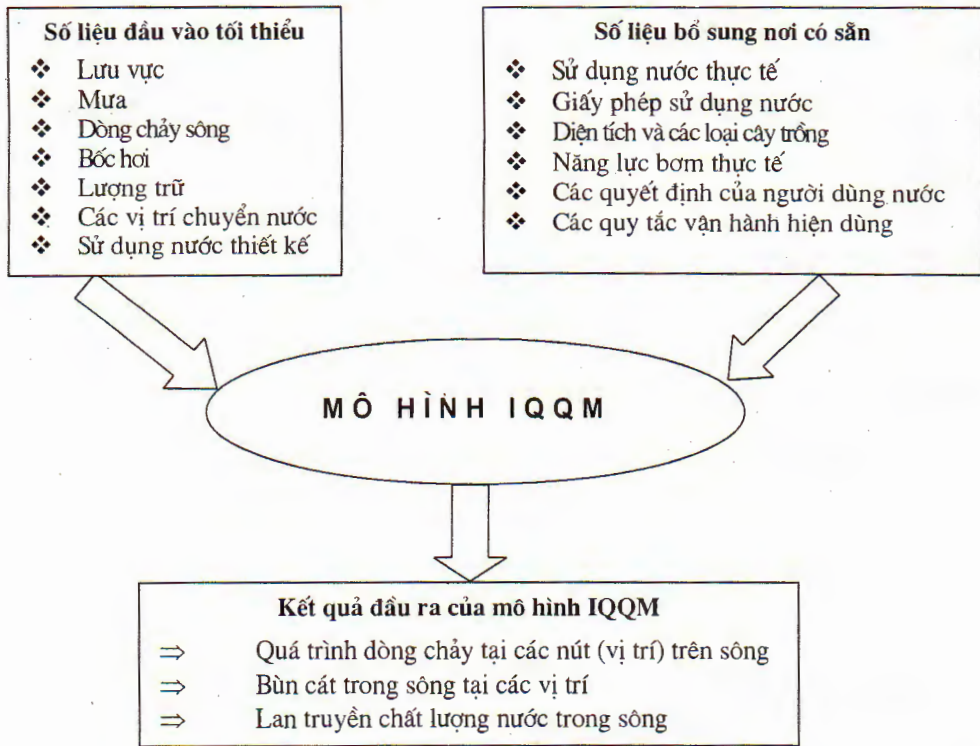 Số liệu đầu vào tối thiểu
❖ Lưu vực
❖ Mưa
❖ Dòng chảy sông
❖ Bốc hơi
❖ Lượng trữ
❖ Các vị trí chuyển nước
❖ Sử dụng nước thiết kế
Số liệu bổ sung nơi có sẵn
❖ Sử dụng nước thực tế
❖ Giấy phép sử dụng nước
❖ Diện tích và các loại cây trồng
❖ Năng lực bơm thực tế
❖ Các quyết định của người dùng nước
❖ Các quy tắc vận hành hiện dùng
MÔ HÌNH IQQM
Kết quả đầu ra của mô hình IQQM
⇒ Quá trình dòng chảy tại các nút (vị trí) trên sông
⇒ Bùn cát trong sông tại các vị trí
⇒ Lan truyền chất lượng nước trong sông